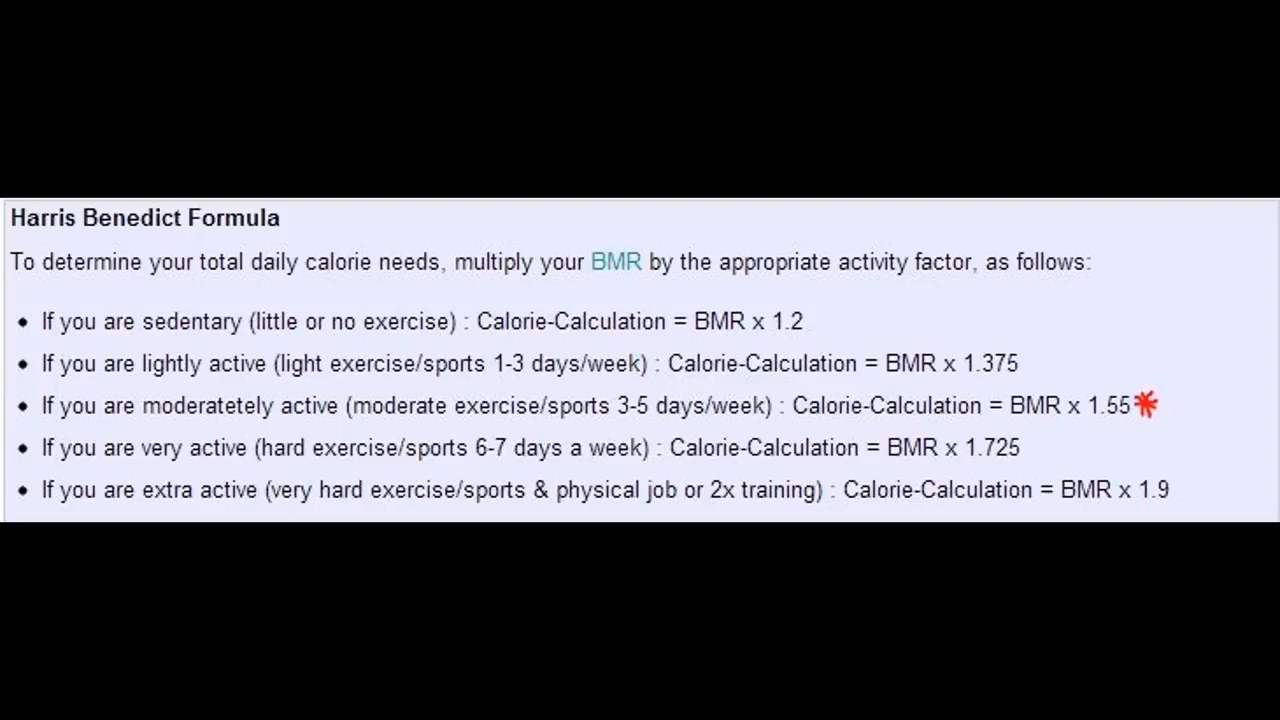 Harris Benedict Formula
To determine your total daily calorie needs, multiply your BMR by the appropriate activity factor, as follows:
• If you are sedentary (little or no exercise) : Calorie-Calculation = BMR x 1.2
• If you are lightly active (light exercise/sports 1-3 days/week) : Calorie-Calculation = BMR x 1.375
• If you are moderatetely active (moderate exercise/sports 3-5 days/week) : Calorie-Calculation = BMR x 1.55*
• If you are very active (hard exercise/sports 6-7 days a week) : Calorie-Calculation = BMR x 1.725
• If you are extra active (very hard exercise/sports & physical job or 2x training) : Calorie-Calculation = BMR x 1.9